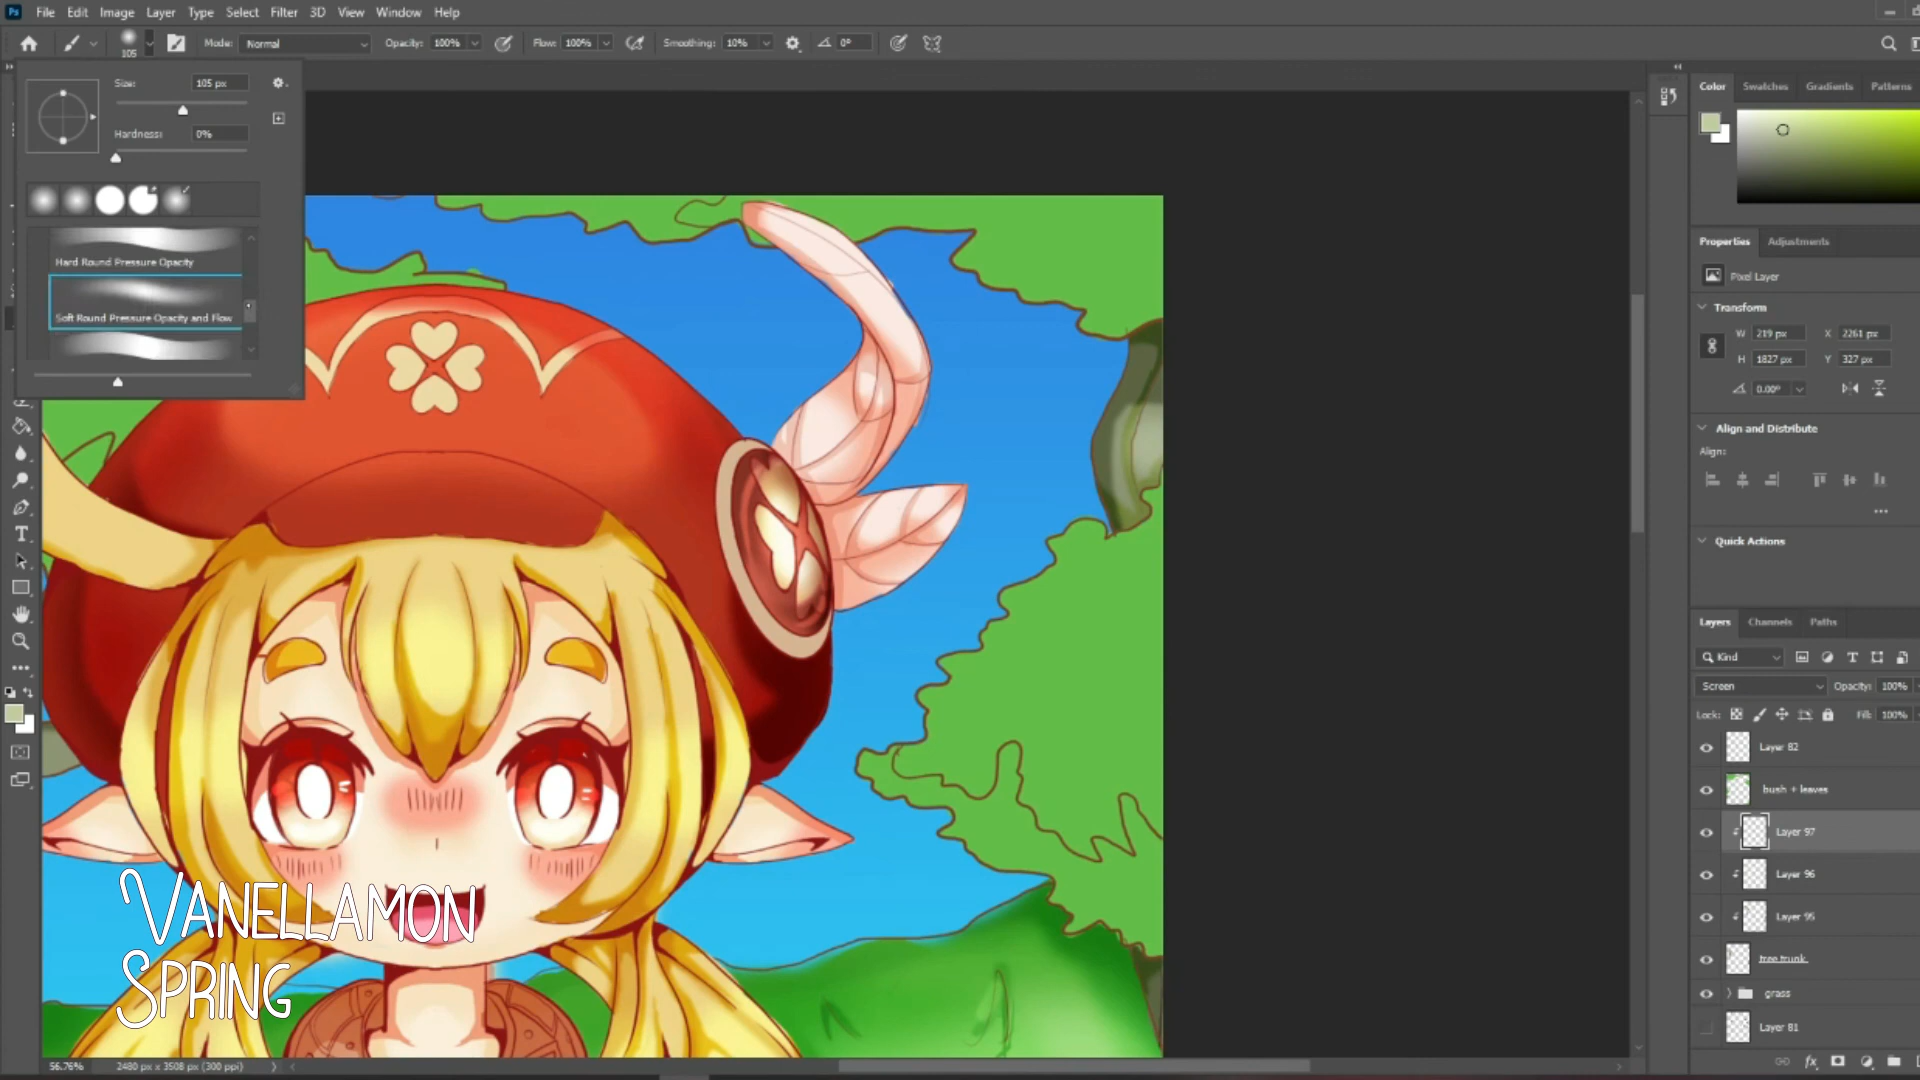 Ps File Edit Image Layer Type Select Filter 3D View Window Help
105 Mode: Normal Opacity: 100% Flow: 100% Smoothing: 10% 0°
Size: 105 px
Hardness: 0%
Hard Round Pressure Opacity
Soft Round Pressure Opacity and Flow
Color Swatches Gradients Patterns
Properties Adjustments
Pixel Layer
Transform
W 219 px X 2261 px
H 1827 px Y 327 px
0.00°
Align and Distribute
Align:
Quick Actions
Layers Channels Paths
Kind
Screen Opacity: 100%
Lock: Fill: 100%
Layer 82
bush + leaves
Layer 97
Layer 96
Layer 95
tree trunk
grass
Layer 81
fx
Vanellamon
Spring
56.76% 2480 px x 3508 px (300 ppi)